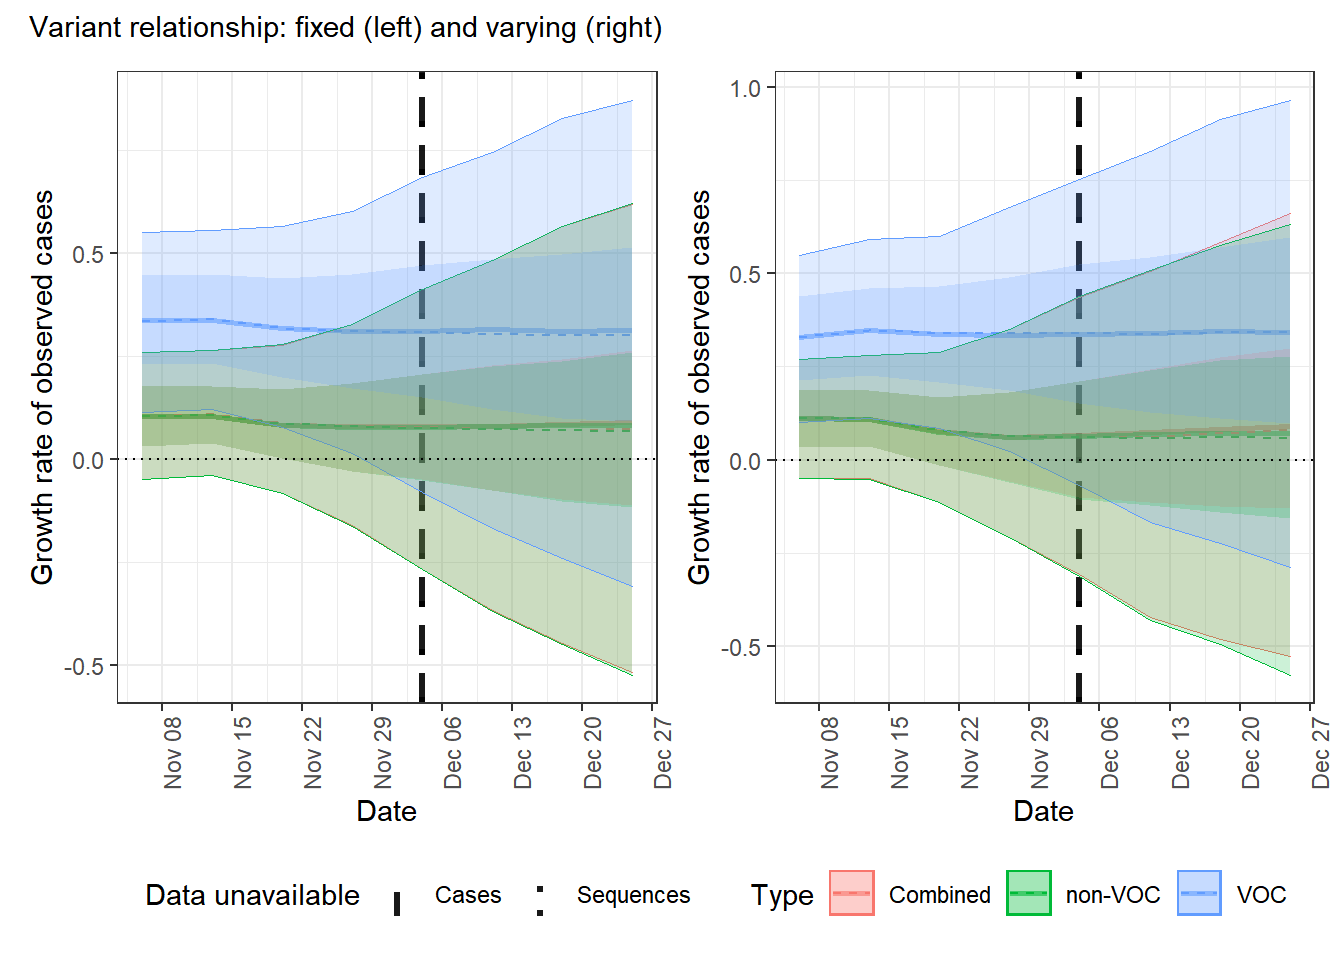 Variant relationship: fixed (left) and varying (right)
Growth rate of observed cases
0.5
0.0
-0.5
Nov 08
Nov 15
Nov 22
Nov 29
Dec 06
Dec 13
Dec 20
Dec 27
Date
Growth rate of observed cases
1.0
0.5
0.0
-0.5
Nov 08
Nov 15
Nov 22
Nov 29
Dec 06
Dec 13
Dec 20
Dec 27
Date
Data unavailable Cases Sequences Type Combined non-VOC VOC